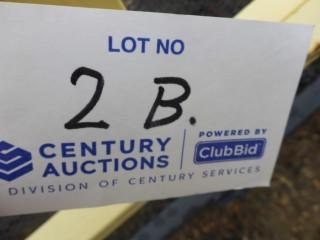 LOT NO
2 B.
CENTURY AUCTIONS
POWERED BY
ClubBid
DIVISION OF CENTURY SERVICES